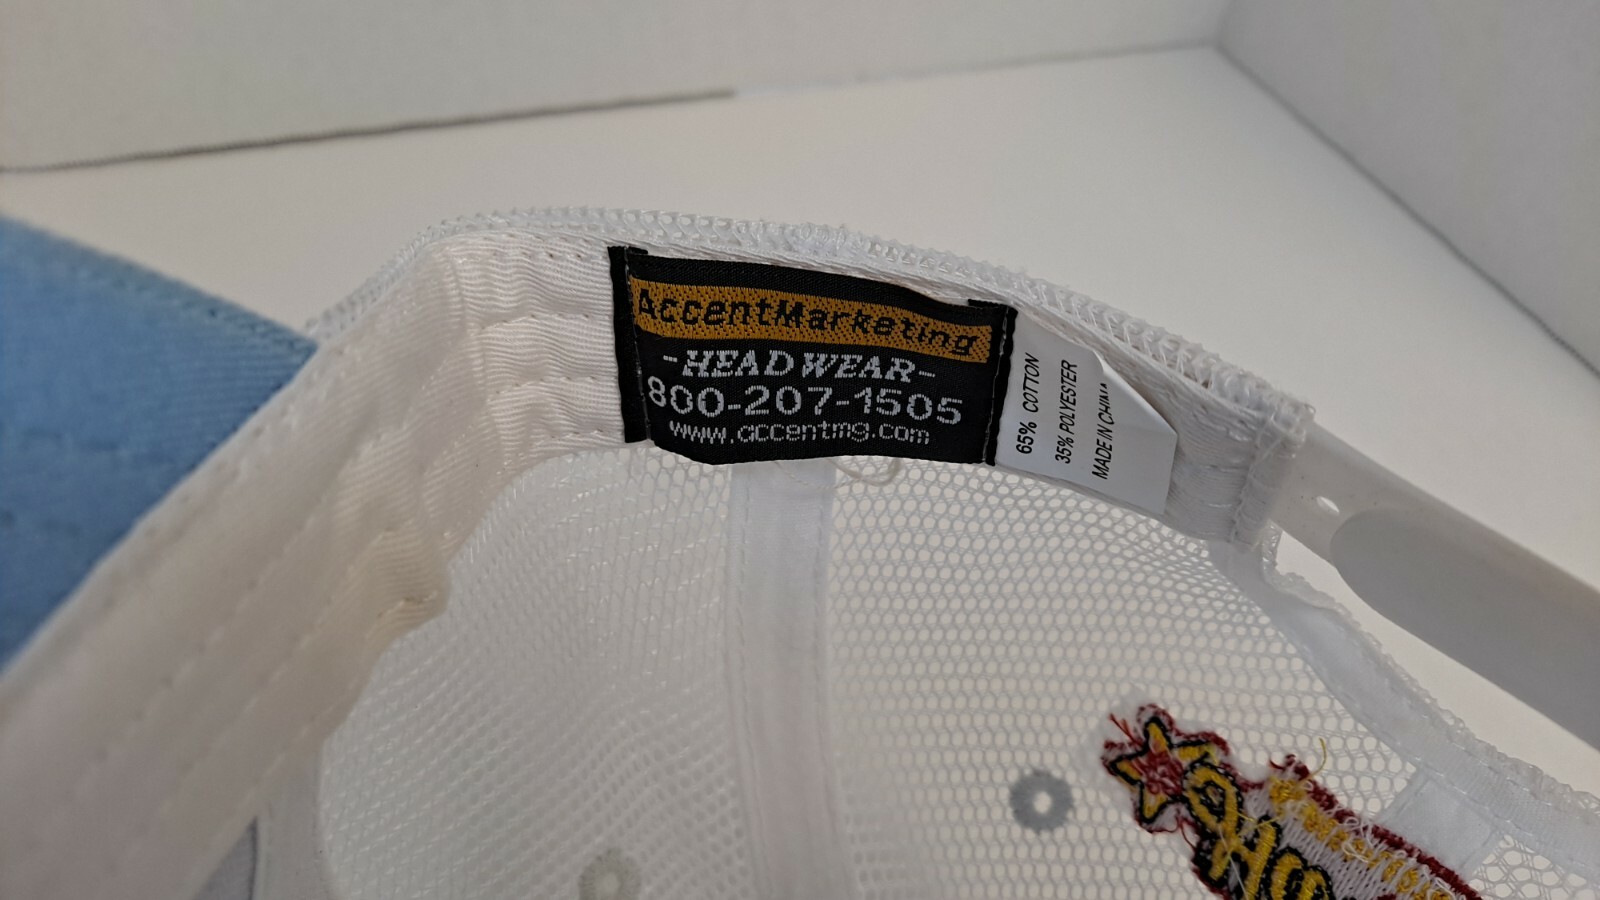 AccentMarketing
-HEADWEAR-
800-207-1505
www.accentmg.com
65% COTTON
35% POLYESTER
MADE IN CHINA